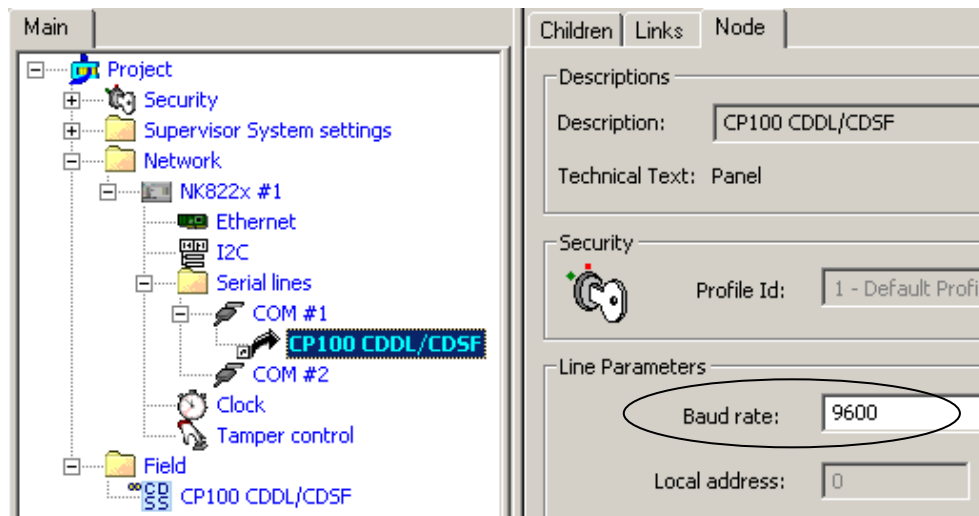 Main
Project
Security
Supervisor System settings
Network
NK822x #1
Ethernet
I2C
Serial lines
COM #1
CP100 CDDL/CDSF
COM #2
Clock
Tamper control
Field
CD
SS
CP100 CDDL/CDSF
Children
Links
Node
Descriptions
Description: CP100 CDDL/CDSF
Technical Text: Panel
Security
Profile Id: 1 - Default Profi
Line Parameters
Baud rate: 9600
Local address: 0